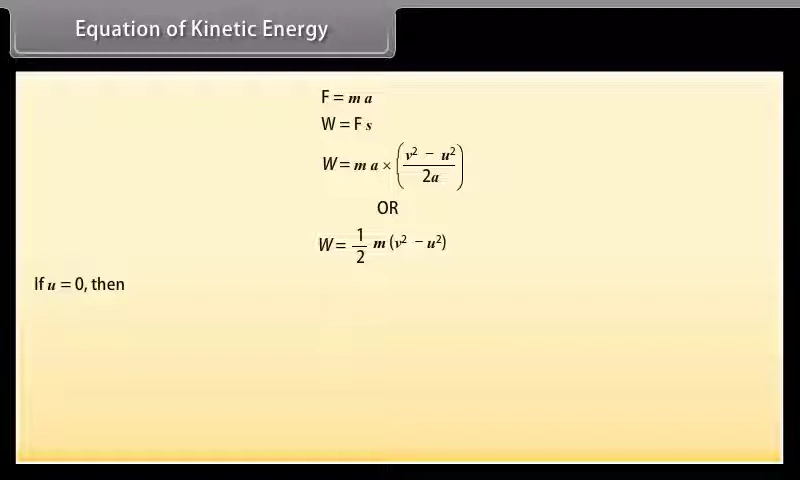 Equation of Kinetic Energy
F = m a
W = F s
W = m a × ( (v² − u²) / 2a )
OR
W = 1/2 m (v² − u²)
If u = 0, then